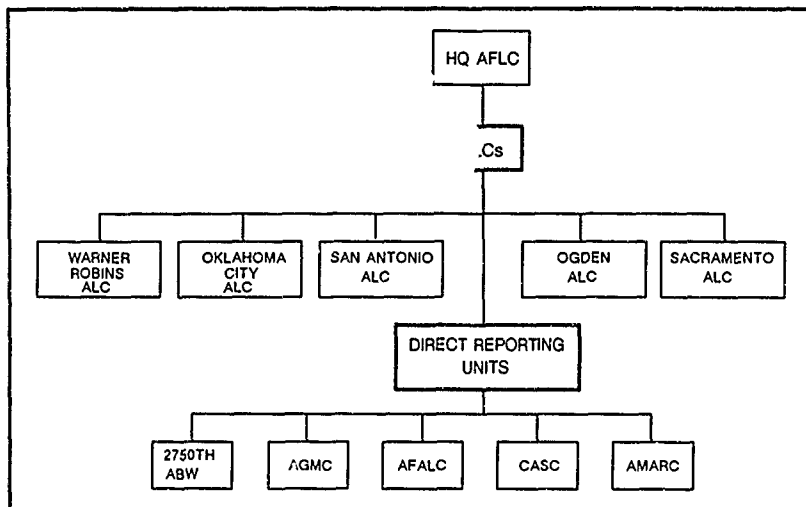 HQ AFLC
.Cs
WARNER
ROBINS
ALC
OKLAHOMA
CITY
ALC
SAN ANTONIO
ALC
OGDEN
ALC
SACRAMENTO
ALC
DIRECT REPORTING
UNITS
2750TH
ABW
AGMC
AFALC
CASC
AMARC